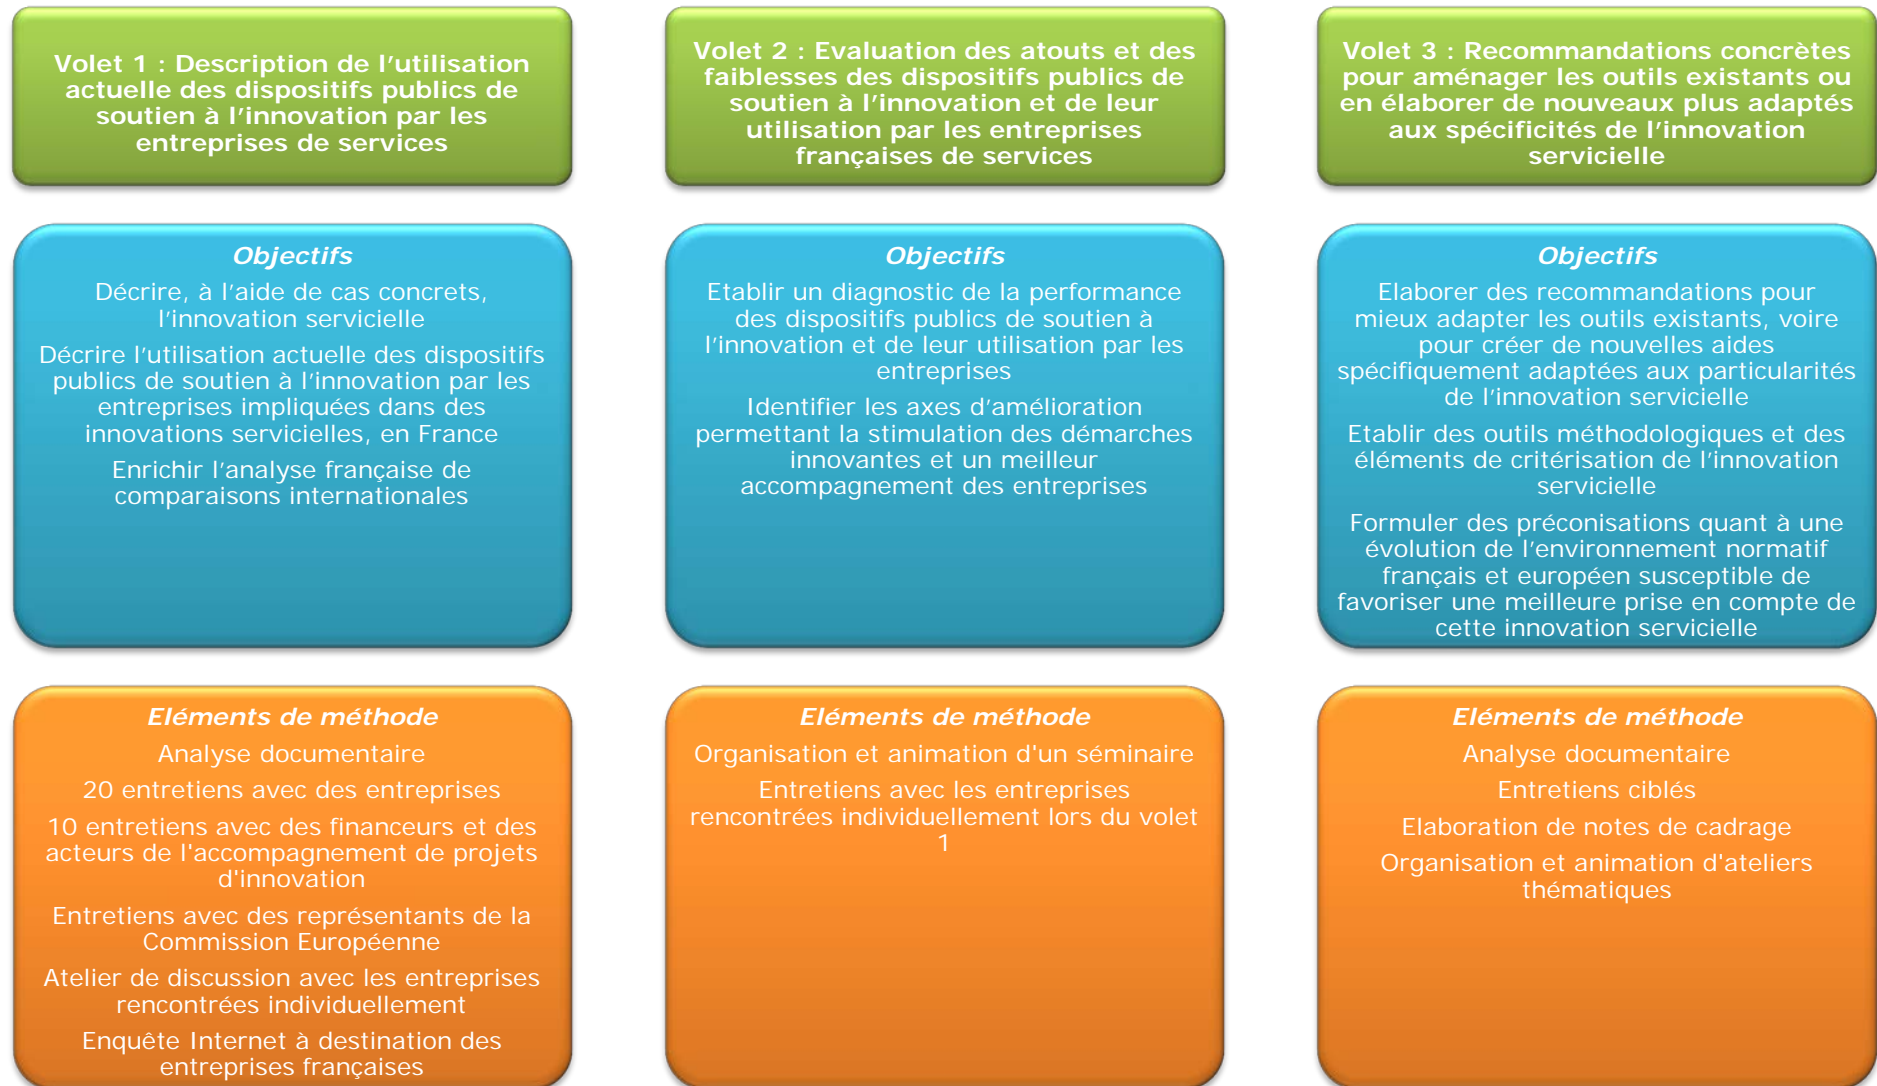 Volet 1 : Description de l'utilisation
actuelle des dispositifs publics de
soutien à l'innovation par les
entreprises de services
Objectifs
Décrire, à l'aide de cas concrets,
l'innovation servicielle
Décrire l'utilisation actuelle des dispositifs
publics de soutien à l'innovation par les
entreprises impliquées dans des
innovations servicielles, en France
Enrichir l'analyse française de
comparaisons internationales
Eléments de méthode
Analyse documentaire
20 entretiens avec des entreprises
10 entretiens avec des financeurs et des
acteurs de l'accompagnement de projets
d'innovation
Entretiens avec des représentants de la
Commission Européenne
Atelier de discussion avec les entreprises
rencontrées individuellement
Enquête Internet à destination des
entreprises françaises
Volet 2 : Evaluation des atouts et des
faiblesses des dispositifs publics de
soutien à l'innovation et de leur
utilisation par les entreprises
françaises de services
Objectifs
Etablir un diagnostic de la performance
des dispositifs publics de soutien à
l'innovation et de leur utilisation par les
entreprises
Identifier les axes d'amélioration
permettant la stimulation des démarches
innovantes et un meilleur
accompagnement des entreprises
Eléments de méthode
Organisation et animation d'un séminaire
Entretiens avec les entreprises
rencontrées individuellement lors du volet
1
Volet 3 : Recommandations concrètes
pour aménager les outils existants ou
en élaborer de nouveaux plus adaptés
aux spécificités de l'innovation
servicielle
Objectifs
Elaborer des recommandations pour
mieux adapter les outils existants, voire
pour créer de nouvelles aides
spécifiquement adaptées aux particularités
de l'innovation servicielle
Etablir des outils méthodologiques et des
éléments de critérisation de l'innovation
servicielle
Formuler des préconisations quant à une
évolution de l'environnement normatif
français et européen susceptible de
favoriser une meilleure prise en compte de
cette innovation servicielle
Eléments de méthode
Analyse documentaire
Entretiens ciblés
Elaboration de notes de cadrage
Organisation et animation d'ateliers
thématiques